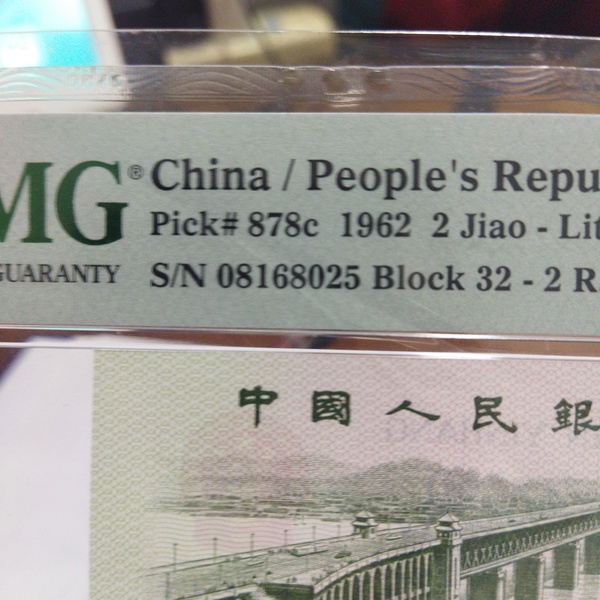 MG® China / People's Repu
Pick# 878c 1962 2 Jiao - Lit
GUARANTY S/N 08168025 Block 32 - 2 R
中國人民銀